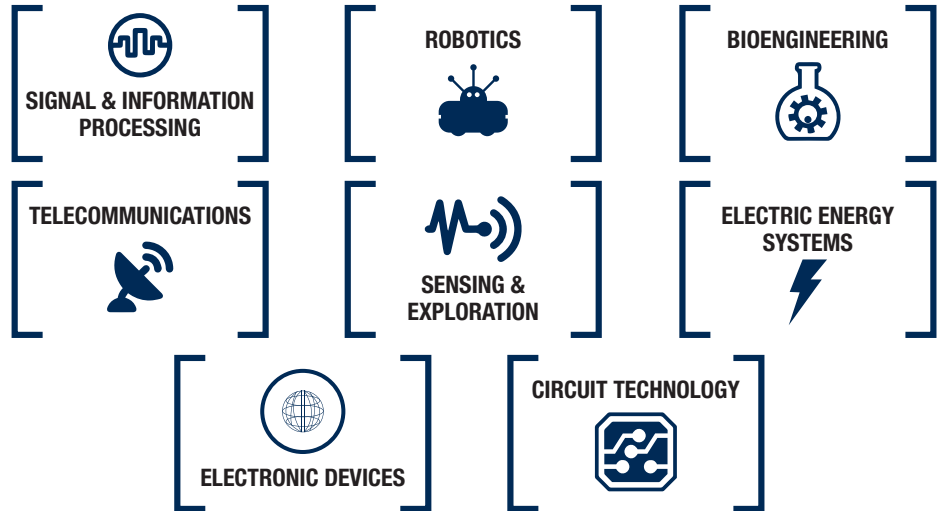 SIGNAL & INFORMATION
PROCESSING
ROBOTICS
BIOENGINEERING
TELECOMMUNICATIONS
SENSING &
EXPLORATION
ELECTRIC ENERGY
SYSTEMS
ELECTRONIC DEVICES
CIRCUIT TECHNOLOGY